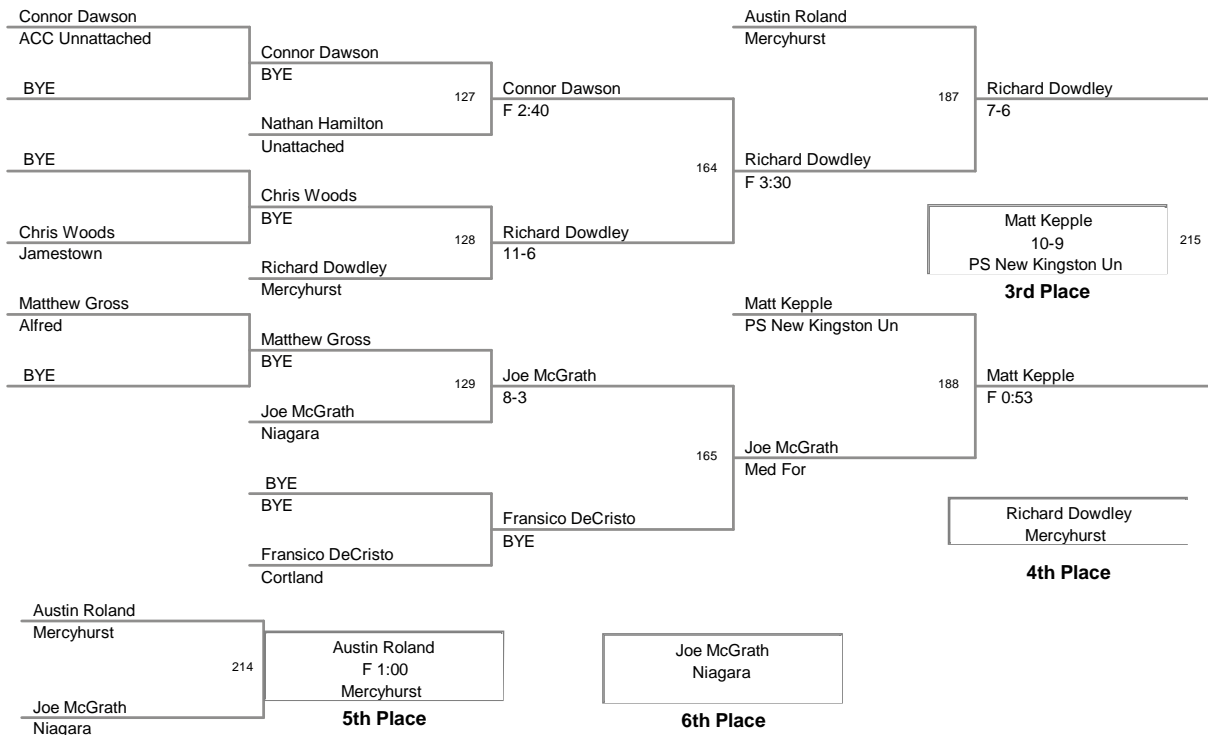 Connor Dawson
ACC Unnattached
BYE
BYE
Chris Woods
Jamestown
Matthew Gross
Alfred
BYE
Connor Dawson
BYE
127
Nathan Hamilton
Unattached
Chris Woods
BYE
128
Richard Dowdley
Mercyhurst
Matthew Gross
BYE
129
Joe McGrath
Niagara
BYE
BYE
Fransico DeCristo
Cortland
Connor Dawson
F 2:40
164
Richard Dowdley
11-6
Joe McGrath
8-3
165
Fransico DeCristo
BYE
Austin Roland
Mercyhurst
187
Richard Dowdley
F 3:30
Matt Kepple
PS New Kingston Un
188
Joe McGrath
Med For
Richard Dowdley
7-6
Matt Kepple
10-9
PS New Kingston Un
215
3rd Place
Matt Kepple
F 0:53
Richard Dowdley
Mercyhurst
4th Place
Austin Roland
Mercyhurst
214
Joe McGrath
Niagara
Austin Roland
F 1:00
Mercyhurst
5th Place
Joe McGrath
Niagara
6th Place